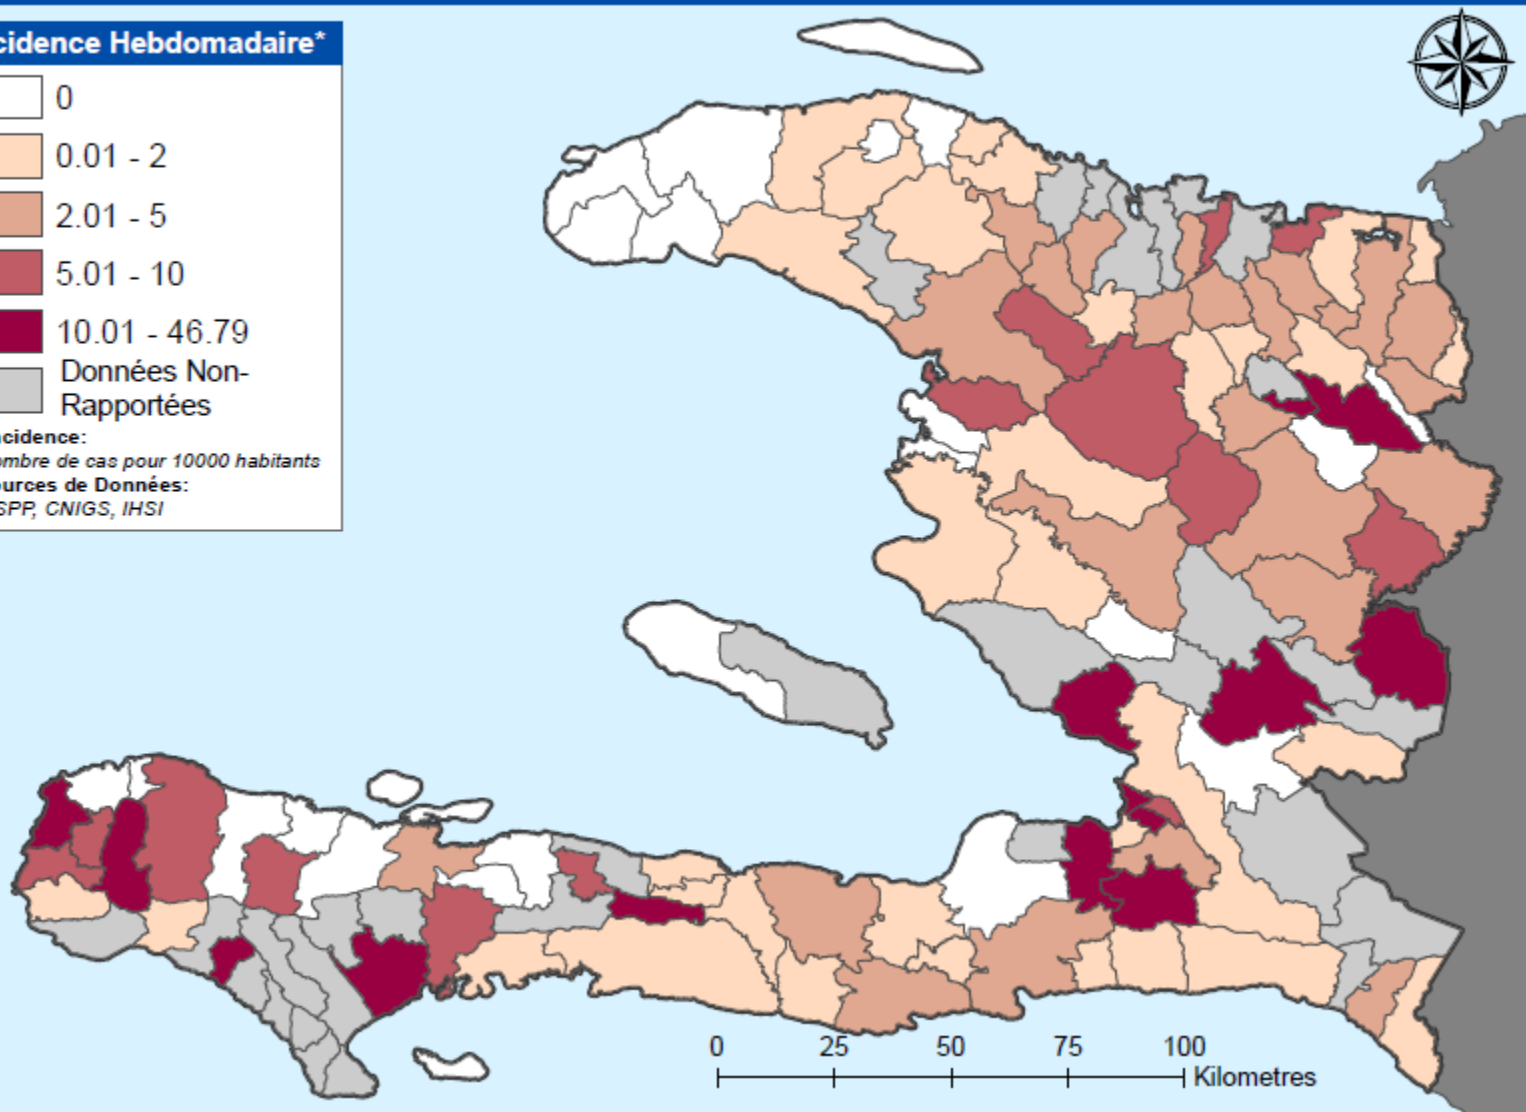 cidence Hebdomadaire*
0
0.01 - 2
2.01 - 5
5.01 - 10
10.01 - 46.79
Données Non-
Rapportées
cidence:
ombre de cas pour 10000 habitants
ources de Données:
SPP, CNIGS, IHSI
0 25 50 75 100
Kilometres